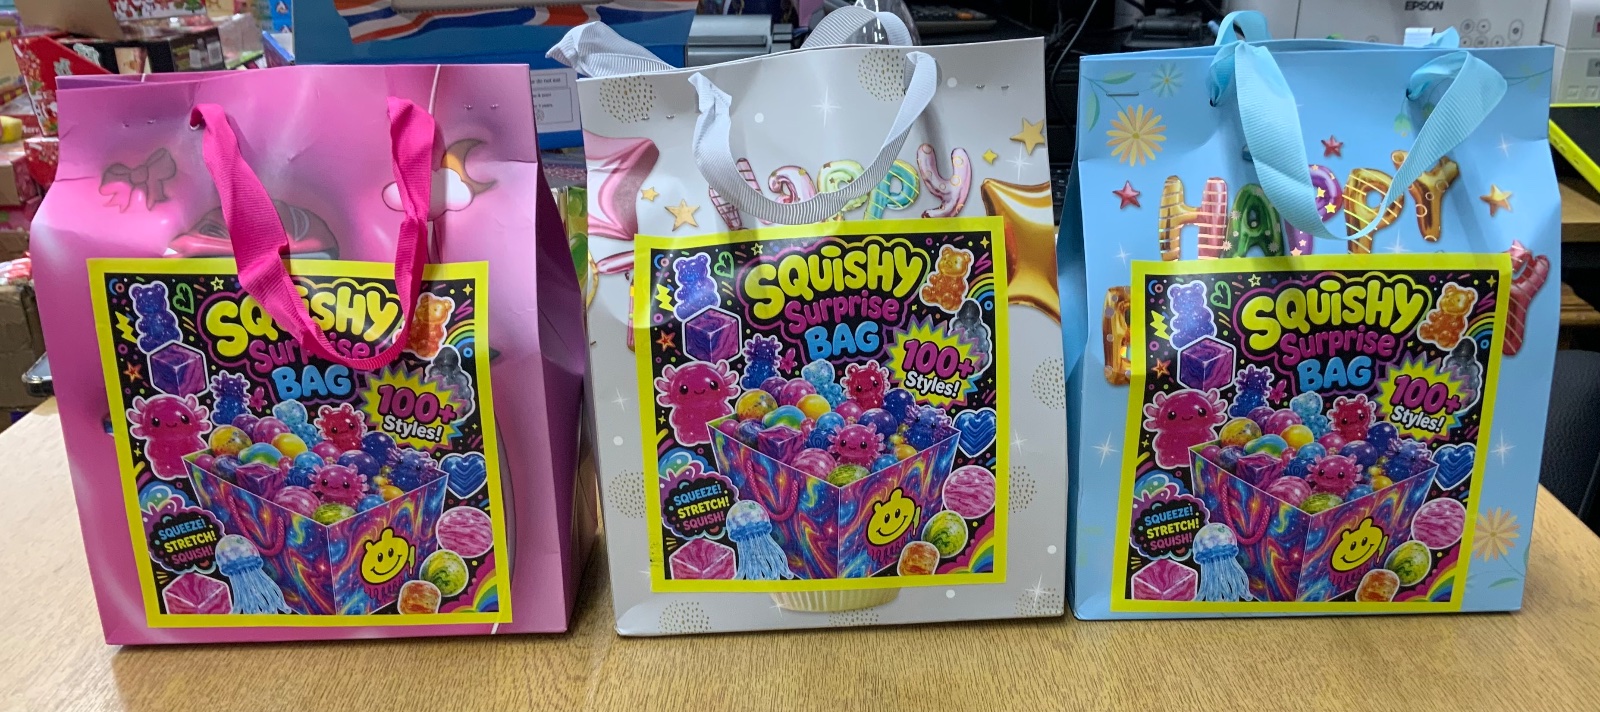 EPSON
SQUISHY
Surprise
BAG
100+
Styles!
SQUEEZE!
STRETCH!
SQUISH!
Happy
SQUISHY
Surprise
BAG
100+
Styles!
SQUEEZE!
STRETCH!
SQUISH!
HAPPY
SQUISHY
Surprise
BAG
100+
Styles!
SQUEEZE!
STRETCH!
SQUISH!